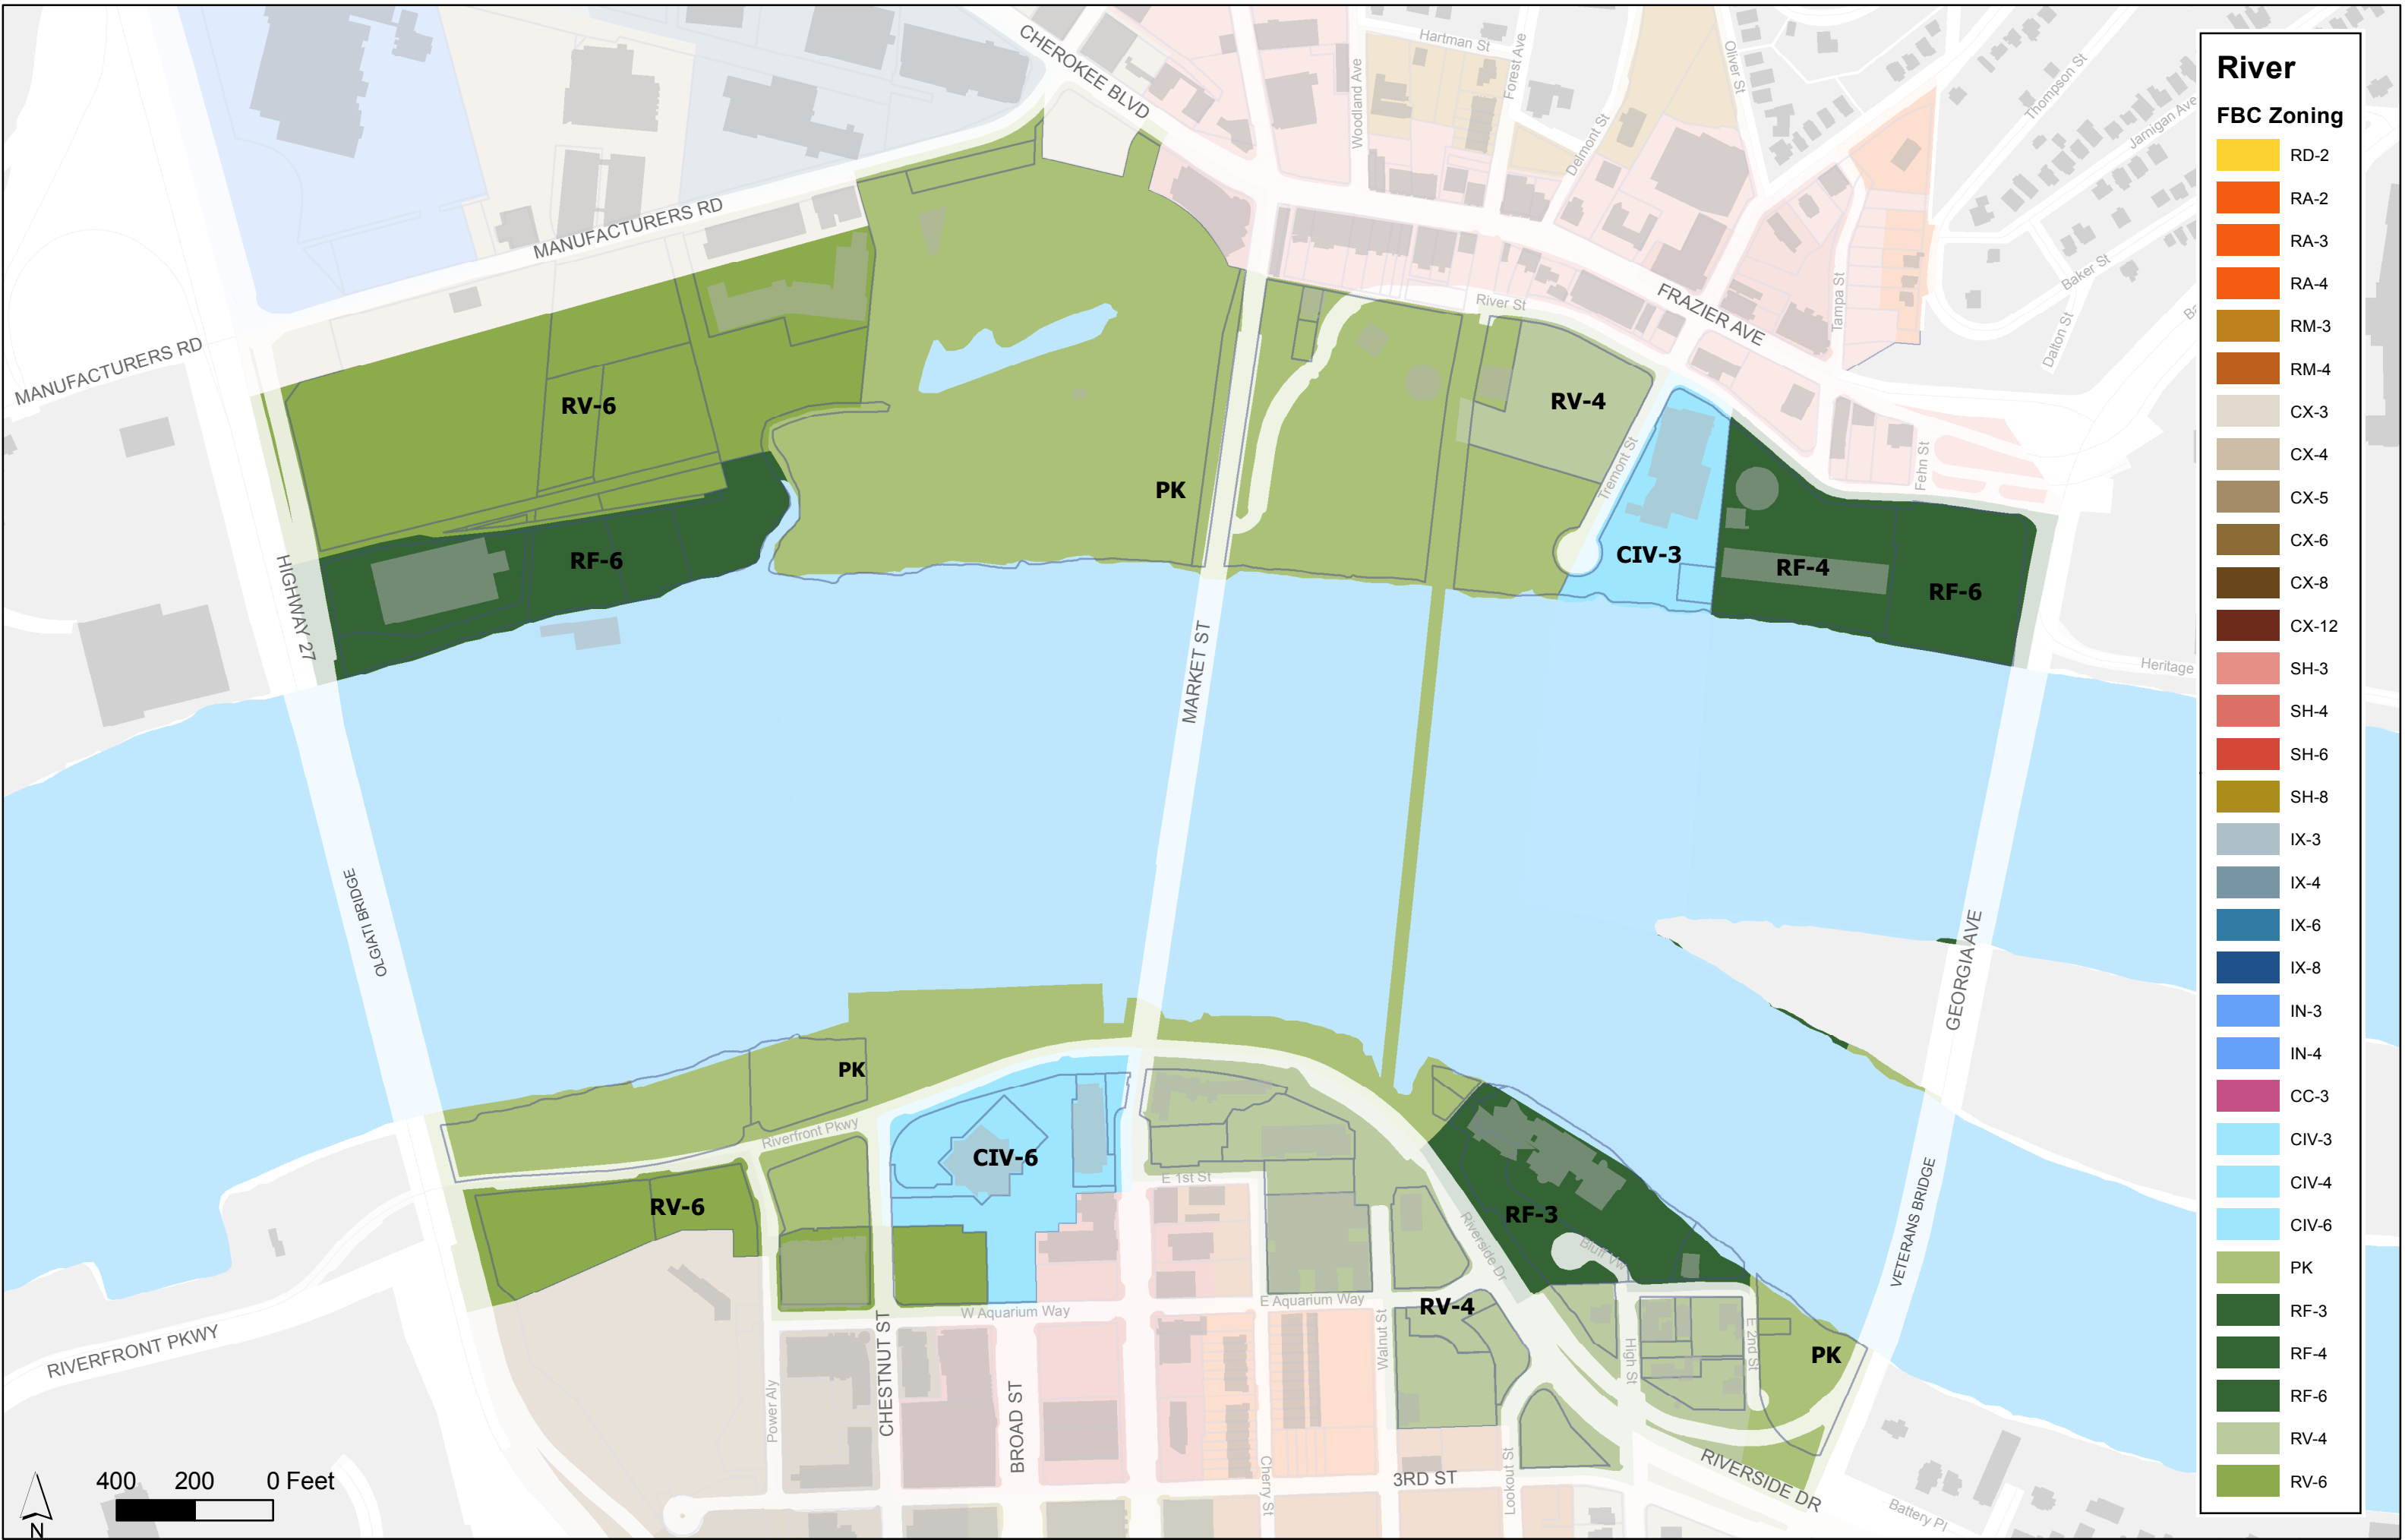 CHEROKEE BLVD
Hartman St
Woodland Ave
Forest Ave
Delmont St
Oliver St
Thompson St
Jarnigan Ave
Baker St
Dalton St
MANUFACTURERS RD
MANUFACTURERS RD
River St
FRAZIER AVE
Tampa St
Fehn St
Tremont St
Heritage
RV-6
RV-4
PK
RF-6
CIV-3
RF-4
RF-6
HIGHWAY 27
MARKET ST
OLGIATI BRIDGE
GEORGIA AVE
VETERANS BRIDGE
PK
Riverfront Pkwy
CIV-6
E 1st St
RV-6
RF-3
Riverside Dr
Bluff Vw
W Aquarium Way
E Aquarium Way
RV-4
RIVERFRONT PKWY
Power Aly
CHESTNUT ST
BROAD ST
Cherry St
Walnut St
Lookout St
High St
E 2nd St
PK
3RD ST
RIVERSIDE DR
Battery Pl
400 200 0 Feet
N
River
FBC Zoning
RD-2
RA-2
RA-3
RA-4
RM-3
RM-4
CX-3
CX-4
CX-5
CX-6
CX-8
CX-12
SH-3
SH-4
SH-6
SH-8
IX-3
IX-4
IX-6
IX-8
IN-3
IN-4
CC-3
CIV-3
CIV-4
CIV-6
PK
RF-3
RF-4
RF-6
RV-4
RV-6